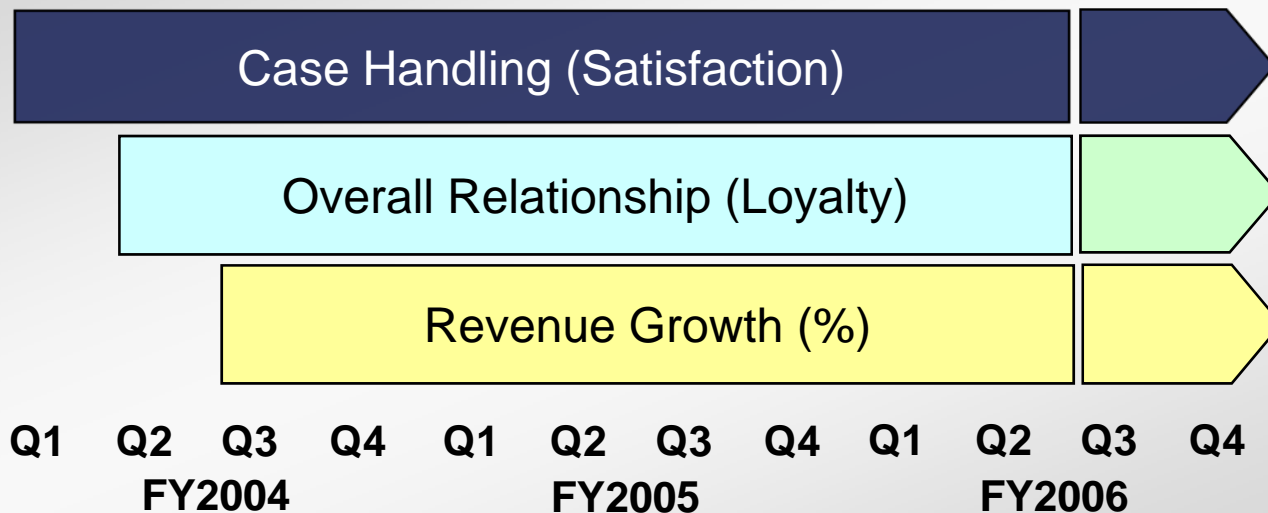 Case Handling (Satisfaction)
Overall Relationship (Loyalty)
Revenue Growth (%)
Q1 Q2 Q3 Q4 Q1 Q2 Q3 Q4 Q1 Q2 Q3 Q4
FY2004 FY2005 FY2006